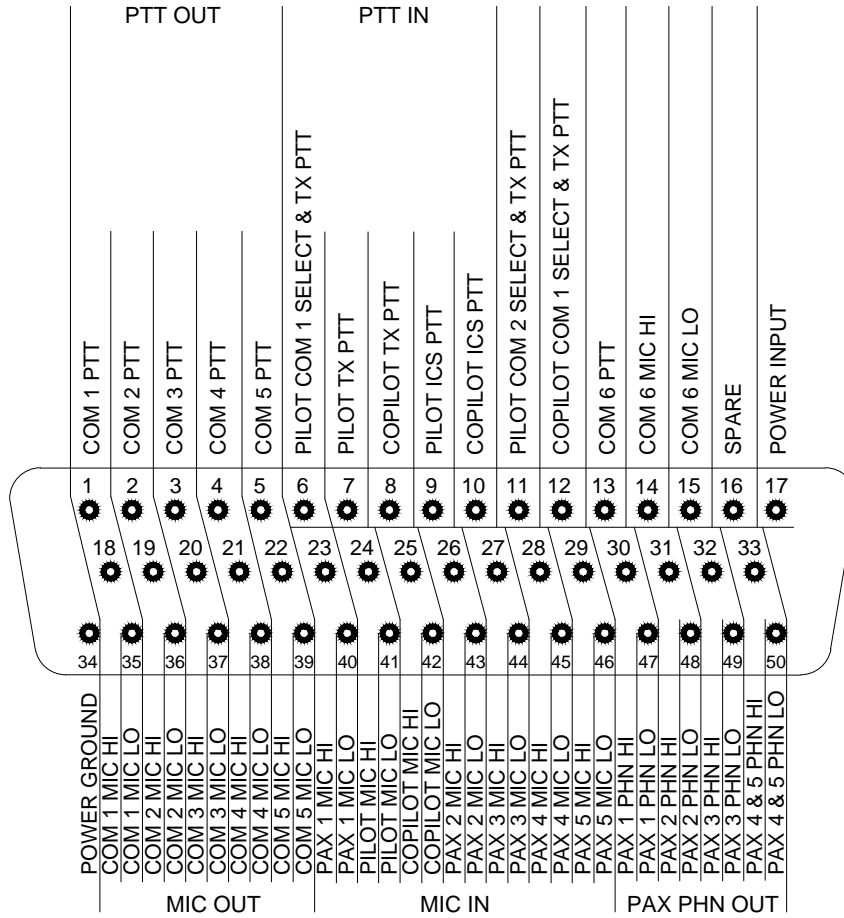 PTT OUT
PTT IN
COM 1 PTT
COM 2 PTT
COM 3 PTT
COM 4 PTT
COM 5 PTT
PILOT COM 1 SELECT & TX PTT
PILOT TX PTT
COPILOT TX PTT
PILOT ICS PTT
COPILOT ICS PTT
PILOT COM 2 SELECT & TX PTT
COPILOT COM 1 SELECT & TX PTT
COM 6 PTT
COM 6 MIC HI
COM 6 MIC LO
SPARE
POWER INPUT
1 2 3 4 5 6 7 8 9 10 11 12 13 14 15 16 17
18 19 20 21 22 23 24 25 26 27 28 29 30 31 32 33
34 35 36 37 38 39 40 41 42 43 44 45 46 47 48 49 50
POWER GROUND
COM 1 MIC HI
COM 1 MIC LO
COM 2 MIC HI
COM 2 MIC LO
COM 3 MIC HI
COM 3 MIC LO
COM 4 MIC HI
COM 4 MIC LO
COM 5 MIC HI
COM 5 MIC LO
PAX 1 MIC HI
PAX 1 MIC LO
PILOT MIC HI
PILOT MIC LO
COPILOT MIC HI
COPILOT MIC LO
PAX 2 MIC HI
PAX 2 MIC LO
PAX 3 MIC HI
PAX 3 MIC LO
PAX 4 MIC HI
PAX 4 MIC LO
PAX 5 MIC HI
PAX 5 MIC LO
PAX 1 PHN HI
PAX 1 PHN LO
PAX 2 PHN HI
PAX 2 PHN LO
PAX 3 PHN HI
PAX 3 PHN LO
PAX 4 & 5 PHN HI
PAX 4 & 5 PHN LO
MIC OUT
MIC IN
PAX PHN OUT